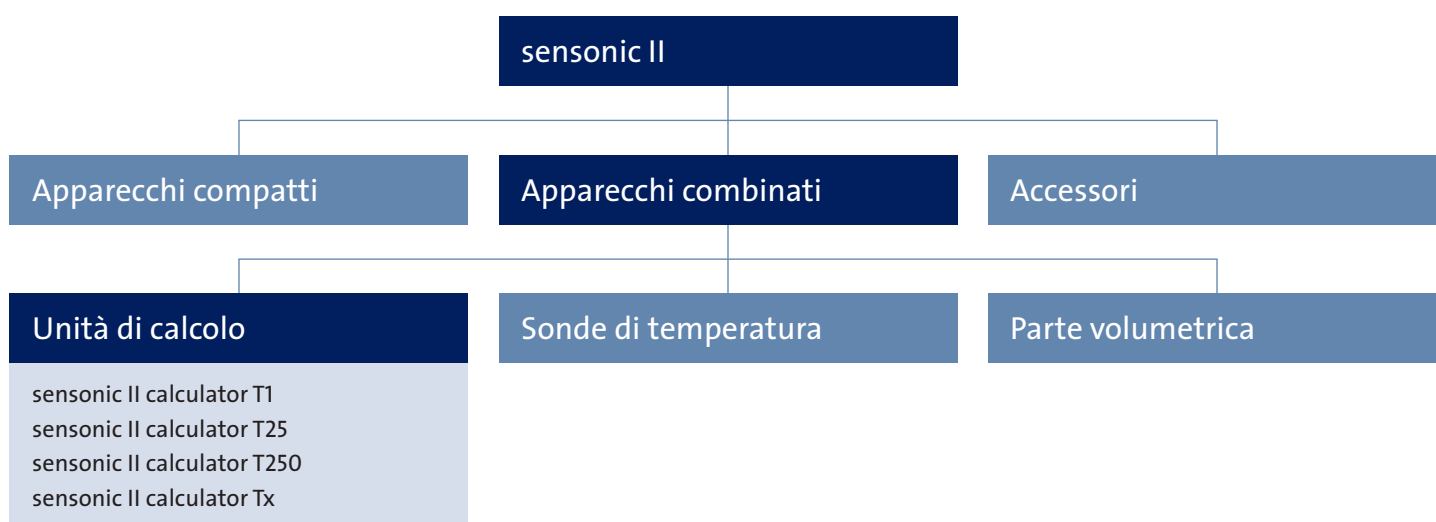 sensonic II
Apparecchi compatti
Apparecchi combinati
Accessori
Unità di calcolo
Sonde di temperatura
Parte volumetrica
sensonic II calculator T1
sensonic II calculator T25
sensonic II calculator T250
sensonic II calculator Tx